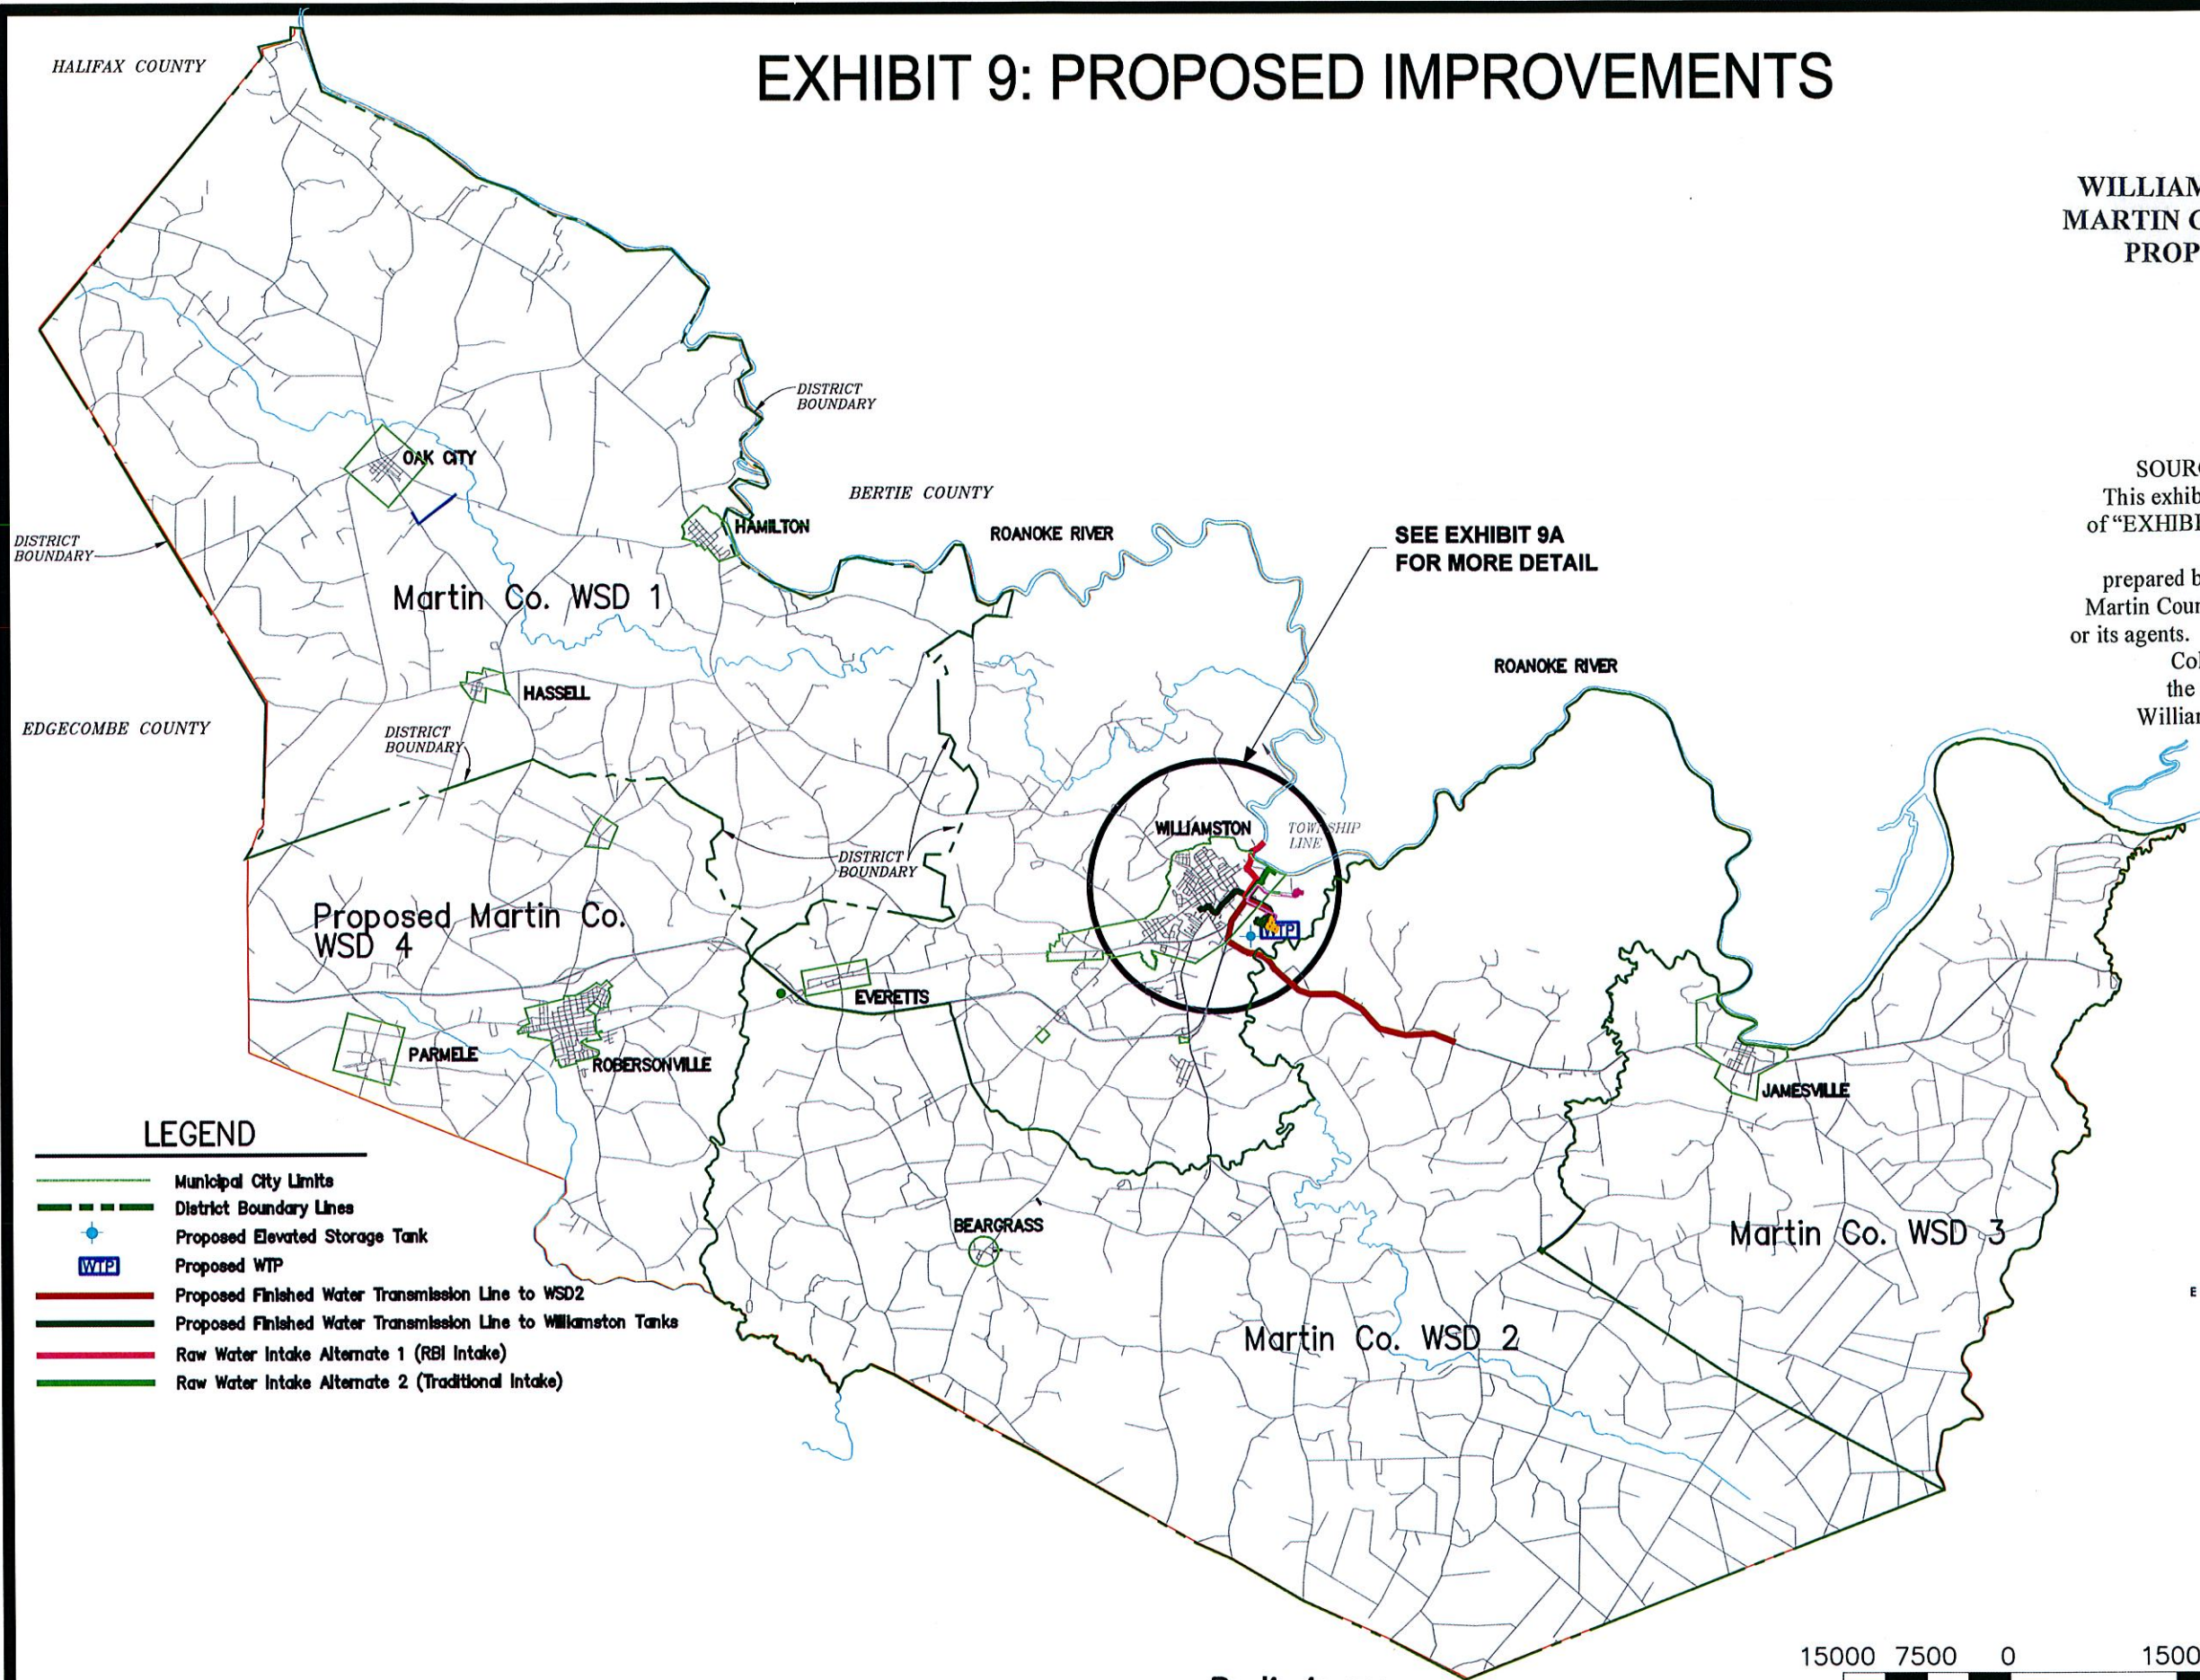 EXHIBIT 9: PROPOSED IMPROVEMENTS
HALIFAX COUNTY
MARTIN
PROP
DISTRICT
BOUNDARY
OAK CITY
This exhib
of "EXHIBI
BERTIE COUNTY
HAMILTON
ROANOKE RIVER
SEE EXHIBIT 9A
FOR MORE DETAIL
DISTRICT
BOUNDARY
prepared b
Martin Coun
or its agents.
Martin Co. WSD 1
the
ROANOKE RIVER
HASSELL
EDGECOMBE COUNTY
DISTRICT
BOUNDARY
WILLIAMSTON
TOWNSHIP
LINE
DISTRICT
BOUNDARY
Proposed Martin Co.
WSD 4
WTP
EVERETTS
PARMELE
ROBERSONVILLE
JAMESVILLE
LEGEND
Municipal City Limits
District Boundary Lines
Proposed Elevated Storage Tank
WTP Proposed WTP
Proposed Finished Water Transmission Line to WSD2
Proposed Finished Water Transmission Line to Williamston Tanks
Raw Water Intake Alternate 1 (RBI Intake)
Raw Water Intake Alternate 2 (Traditional Intake)
BEARGRASS
Martin Co. WSD 3
Martin Co. WSD 2
15000 7500 0 1500